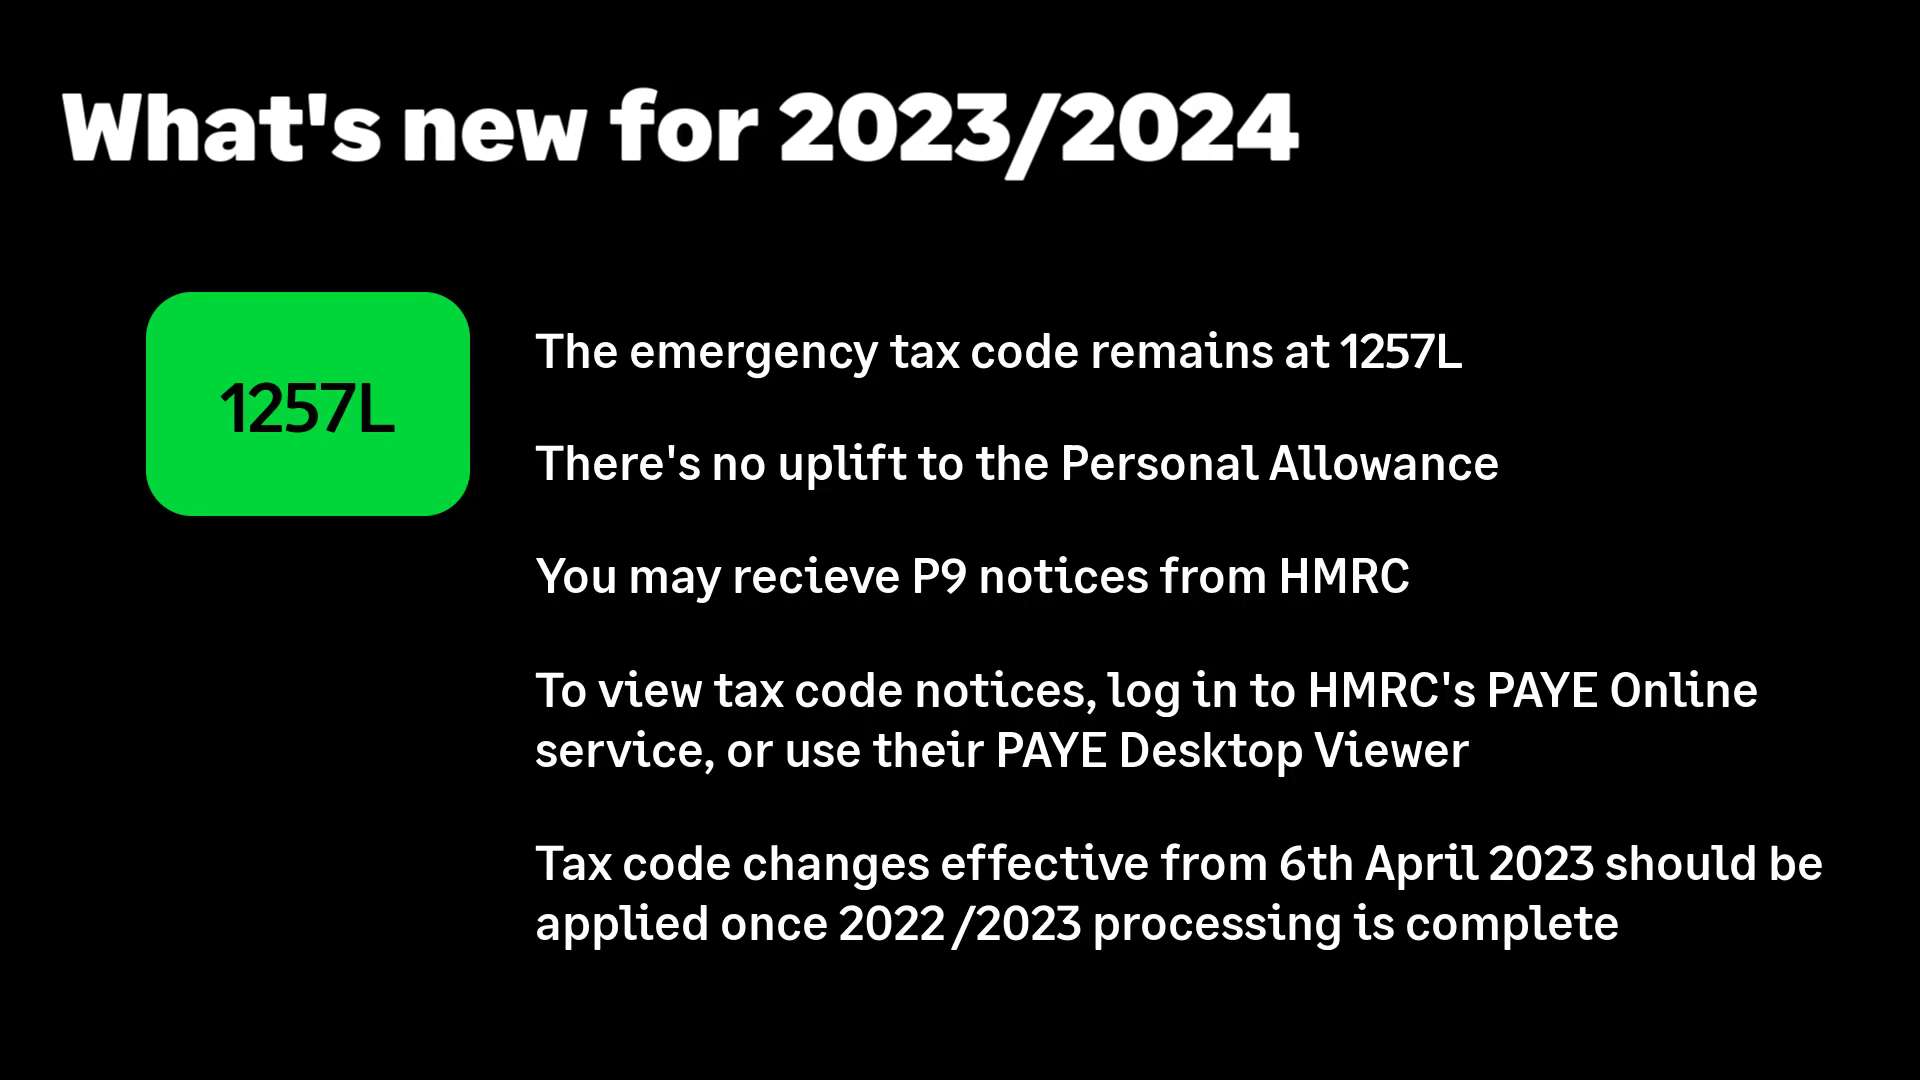 What's new for 2023/2024
1257L
The emergency tax code remains at 1257L
There's no uplift to the Personal Allowance
You may recieve P9 notices from HMRC
To view tax code notices, log in to HMRC's PAYE Online
service, or use their PAYE Desktop Viewer
Tax code changes effective from 6th April 2023 should be
applied once 2022 /2023 processing is complete